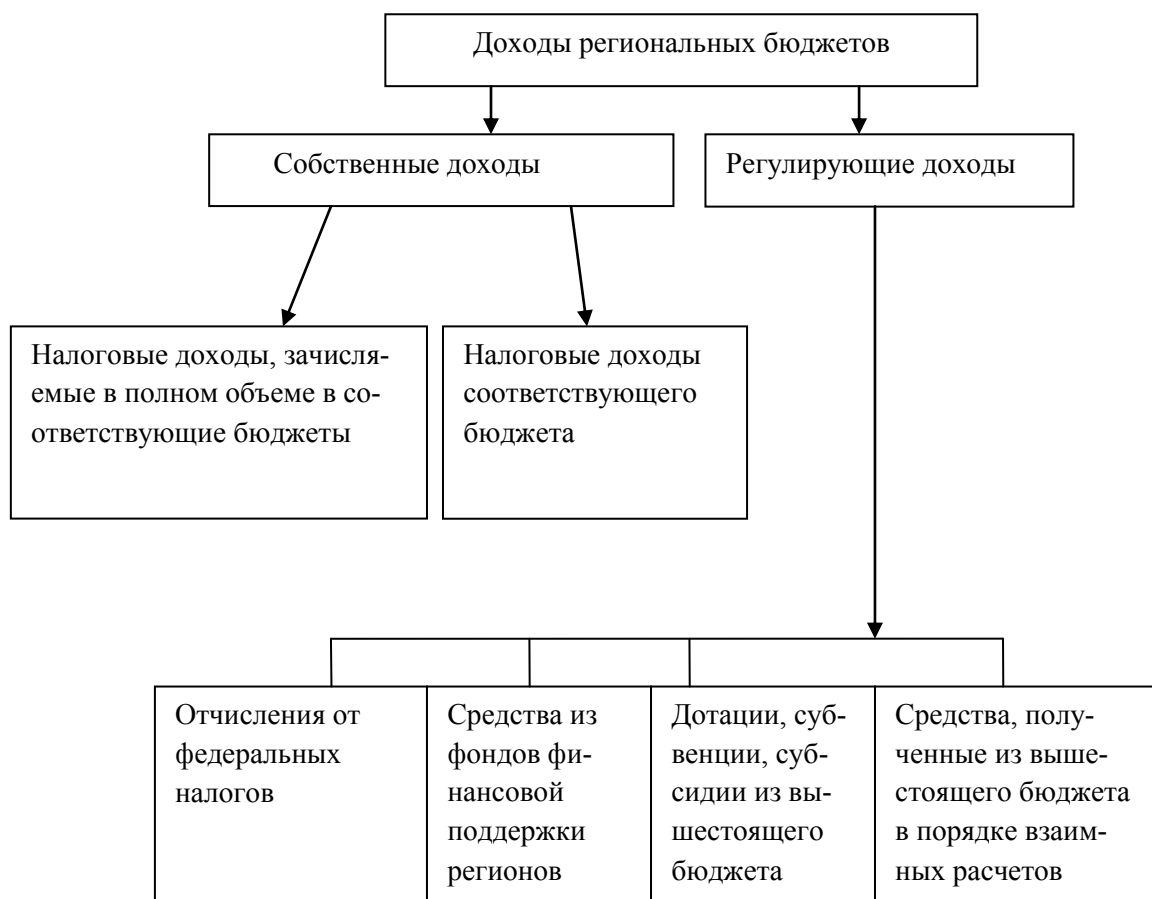 Доходы региональных бюджетов
Собственные доходы
Регулирующие доходы
Налоговые доходы, зачисля-
емые в полном объеме в со-
ответствующие бюджеты
Налоговые доходы
соответствующего
бюджета
Отчисления от
федеральных
налогов
Средства из
фондов фи-
нансовой
поддержки
регионов
Дотации, суб-
венции, суб-
сидии из вы-
шестоящего
бюджета
Средства, полу-
ченные из выше-
стоящего бюджета
в порядке взаим-
ных расчетов